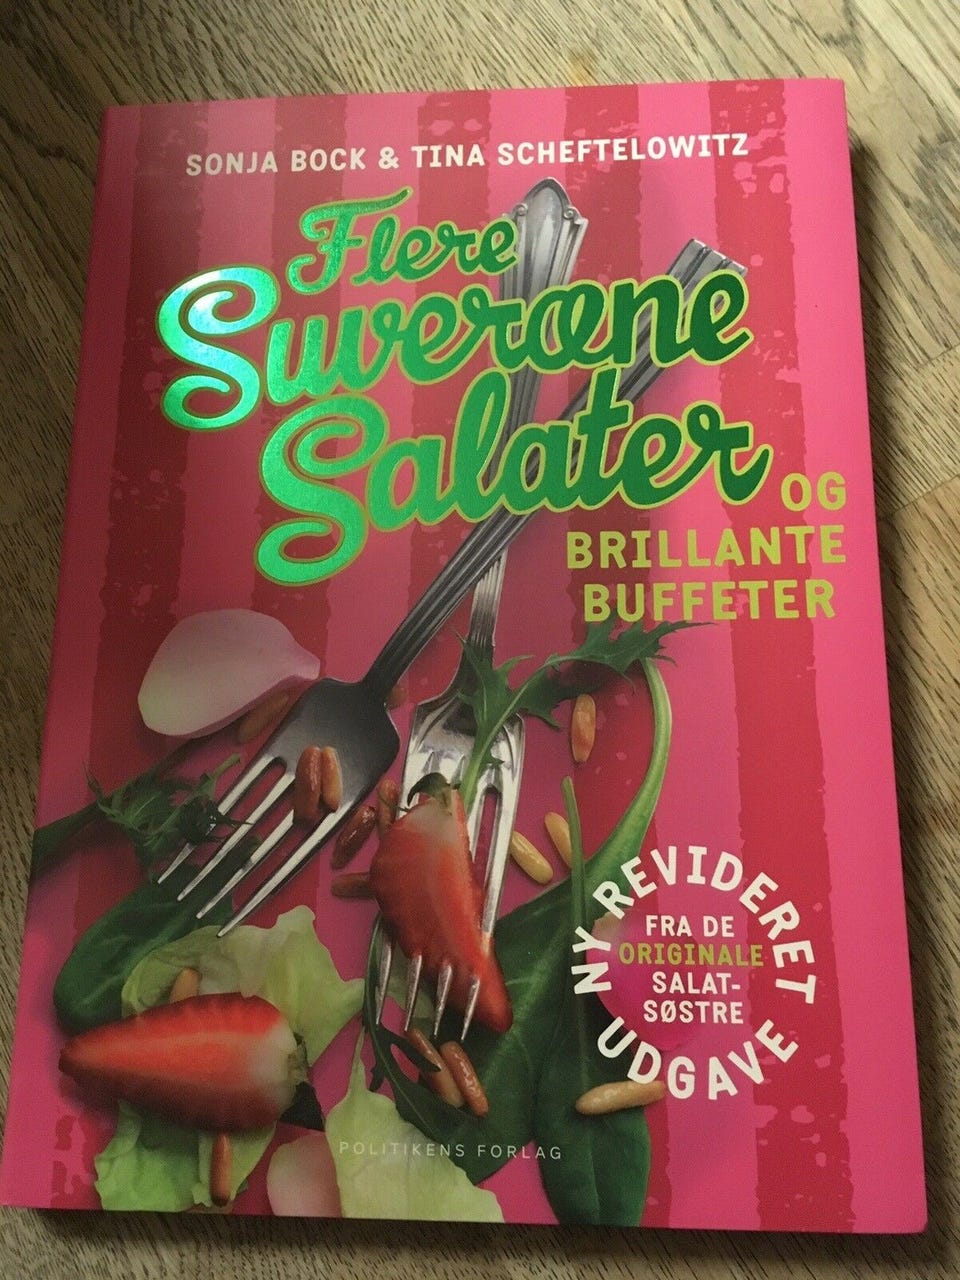 SONJA BOCK & TINA SCHEFTELOWITZ
Flere
Suveræne
Salater
OG
BRILLANTE
BUFFETER
NY REVIDERET UDGAVE
FRA DE
ORIGINALE
SALAT-
SØSTRE
POLITIKENS FORLAG